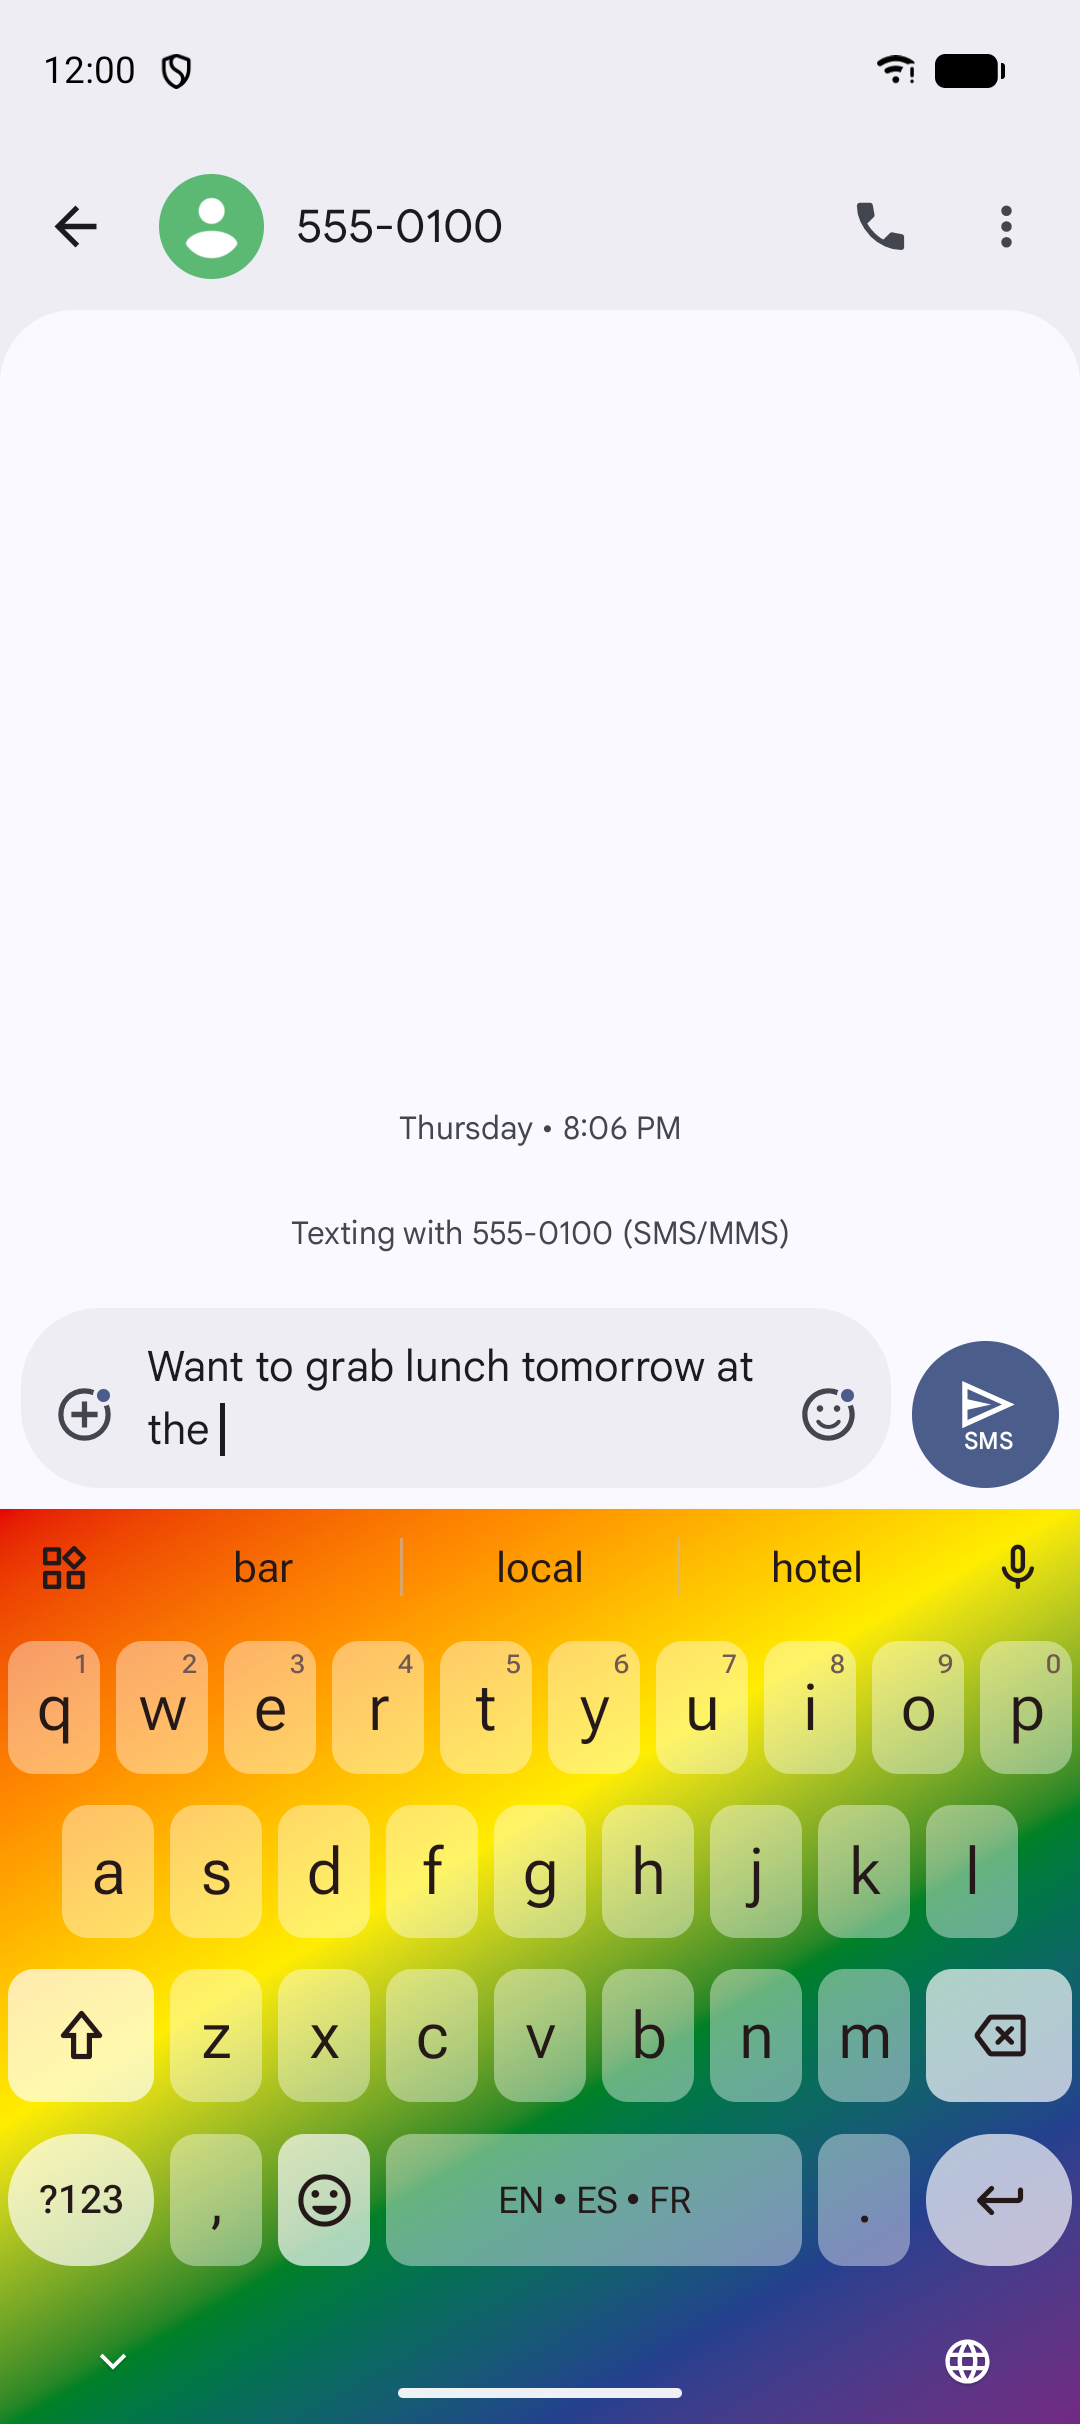 12:00
555-0100
Thursday • 8:06 PM
Texting with 555-0100 (SMS/MMS)
Want to grab lunch tomorrow at
the
SMS
bar local hotel
1 2 3 4 5 6 7 8 9 0
q w e r t y u i o p
a s d f g h j k l
z x c v b n m
?123 , EN • ES • FR .